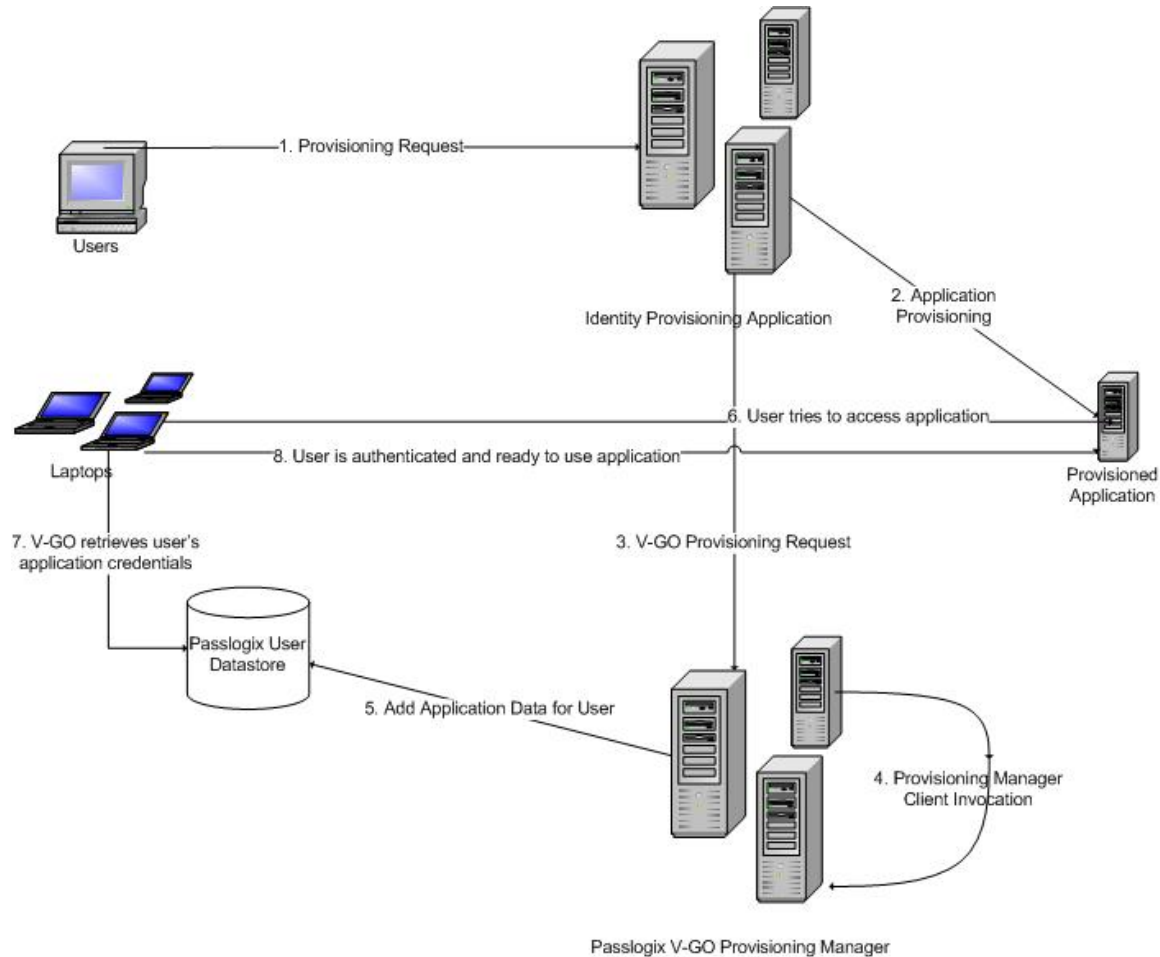 1. Provisioning Request
Users
2. Application
Provisioning
Identity Provisioning Application
6. User tries to access application
8. User is authenticated and ready to use application
Laptops
Provisioned
Application
7. V-GO retrieves user's
application credentials
3. V-GO Provisioning Request
Passlogix User
Datastore
5. Add Application Data for User
4. Provisioning Manager
Client Invocation
Passlogix V-GO Provisioning Manager